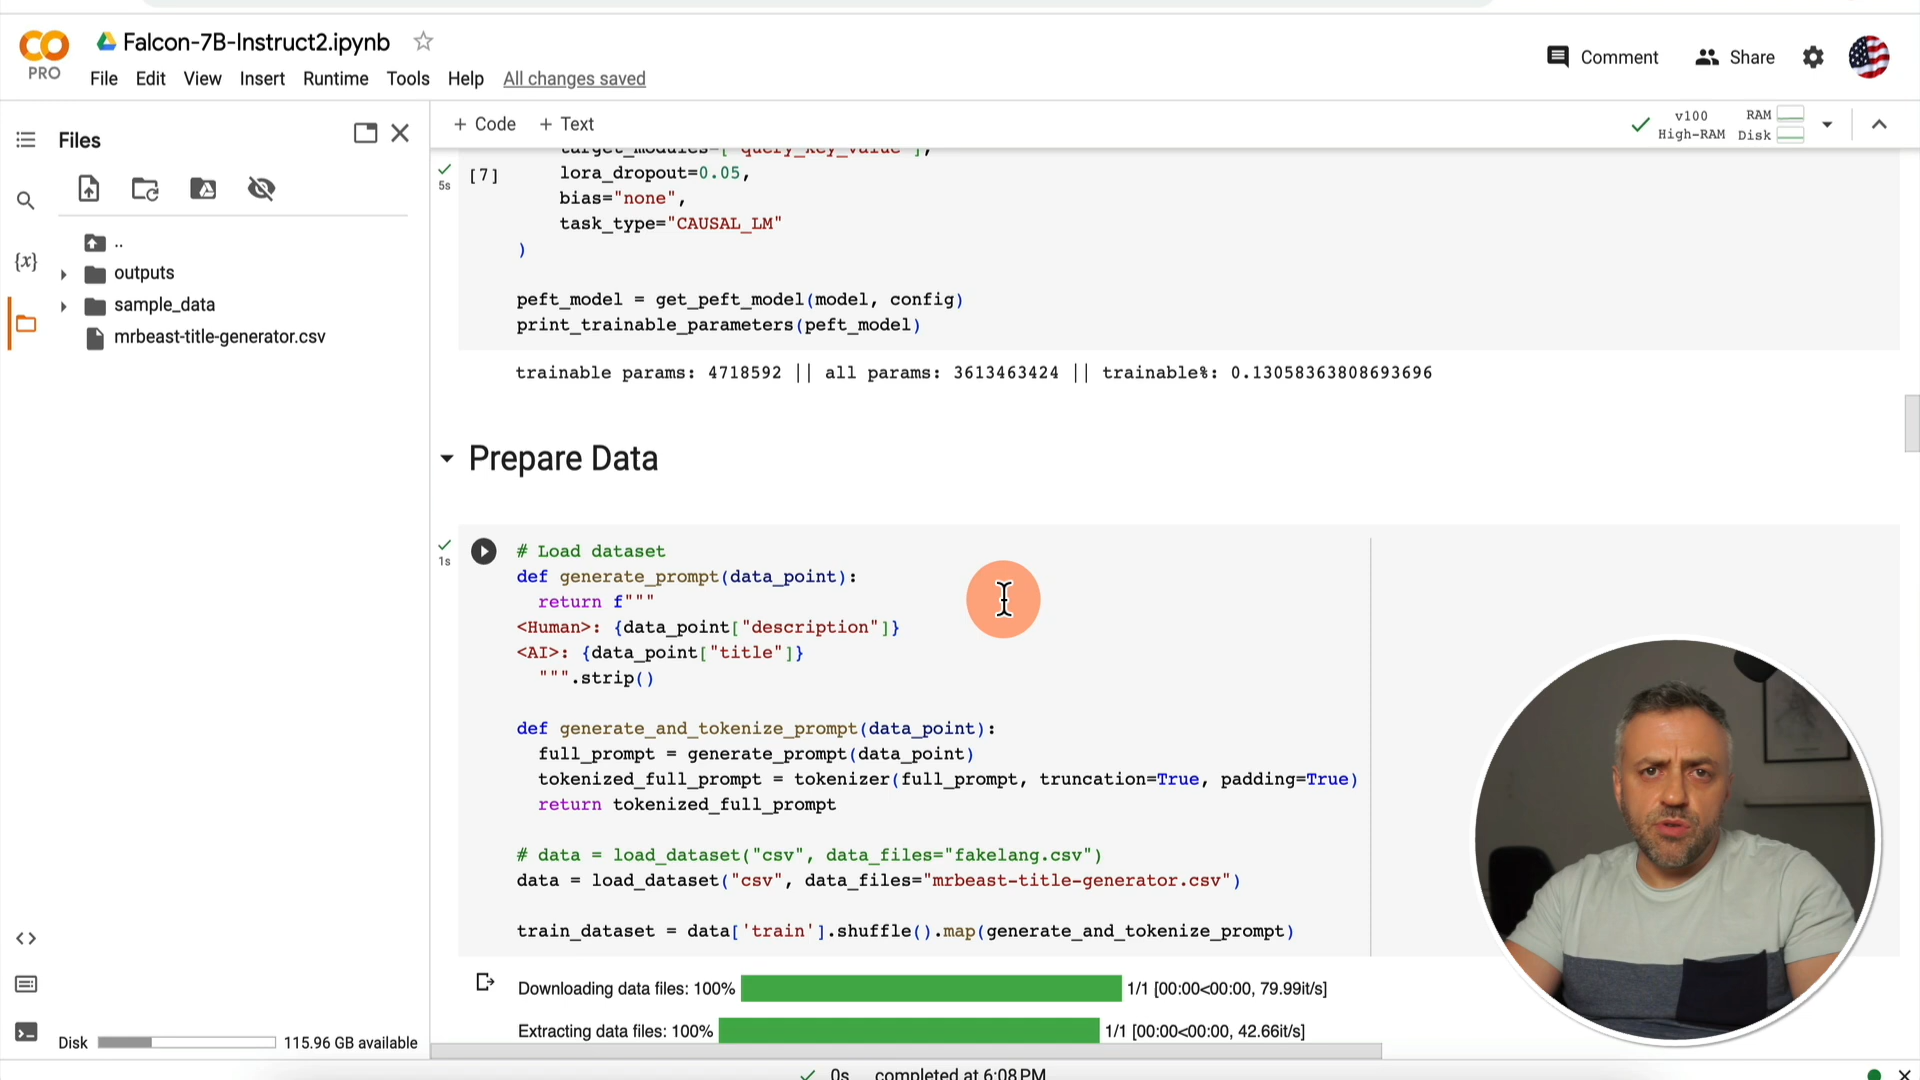 Falcon-7B-Instruct2.ipynb
PRO
File Edit View Insert Runtime Tools Help All changes saved
Comment
Share
Files
+ Code + Text
v100
High-RAM
RAM
Disk
..
outputs
sample_data
mrbeast-title-generator.csv
{x}
5s
[7]
target_modules=["query_key_value"],
lora_dropout=0.05,
bias="none",
task_type="CAUSAL_LM"
)
peft_model = get_peft_model(model, config)
print_trainable_parameters(peft_model)
trainable params: 4718592 || all params: 3613463424 || trainable%: 0.13058363808693696
Prepare Data
1s
# Load dataset
def generate_prompt(data_point):
return f"""
<Human>: {data_point["description"]}
<AI>: {data_point["title"]}
""".strip()
def generate_and_tokenize_prompt(data_point):
full_prompt = generate_prompt(data_point)
tokenized_full_prompt = tokenizer(full_prompt, truncation=True, padding=True)
return tokenized_full_prompt
# data = load_dataset("csv", data_files="fakelang.csv")
data = load_dataset("csv", data_files="mrbeast-title-generator.csv")
train_dataset = data['train'].shuffle().map(generate_and_tokenize_prompt)
Downloading data files: 100% 1/1 [00:00<00:00, 79.99it/s]
Extracting data files: 100% 1/1 [00:00<00:00, 42.66it/s]
Disk 115.96 GB available
0s completed at 6:08 PM